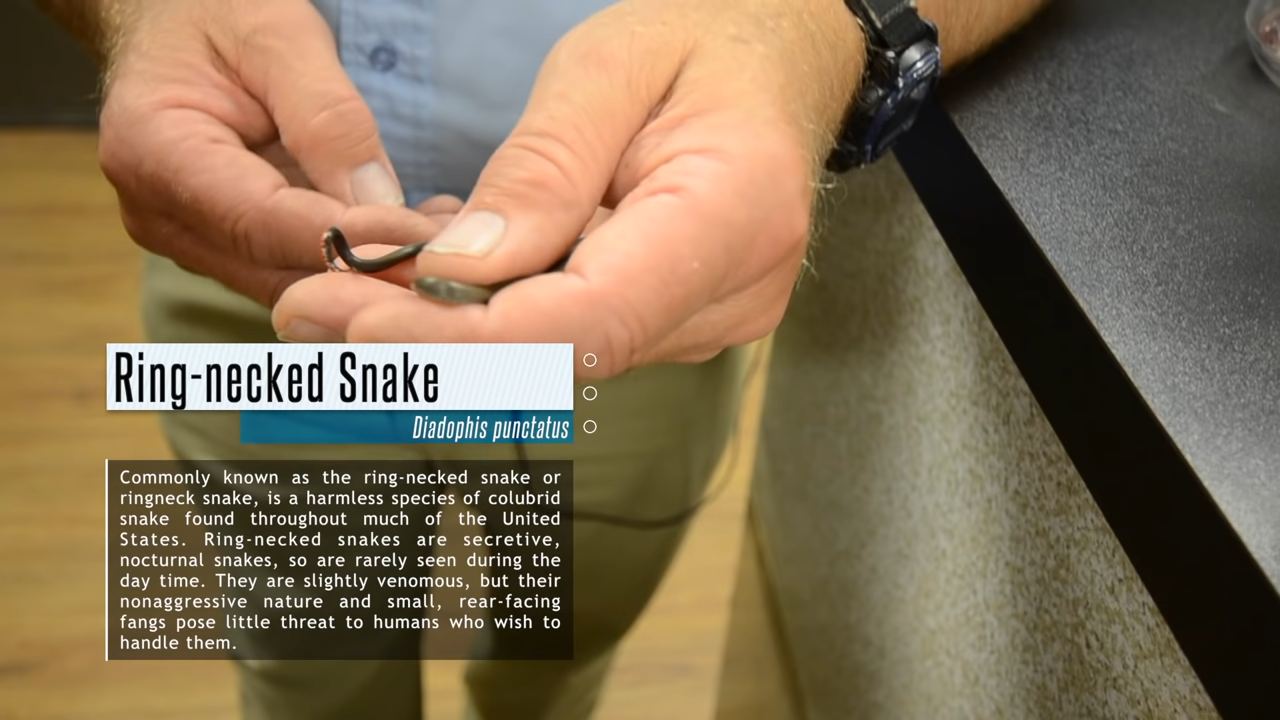 Ring-necked Snake
Diadophis punctatus
Commonly known as the ring-necked snake or
ringneck snake, is a harmless species of colubrid
snake found throughout much of the United
States. Ring-necked snakes are secretive,
nocturnal snakes, so are rarely seen during the
day time. They are slightly venomous, but their
nonaggressive nature and small, rear-facing
fangs pose little threat to humans who wish to
handle them.